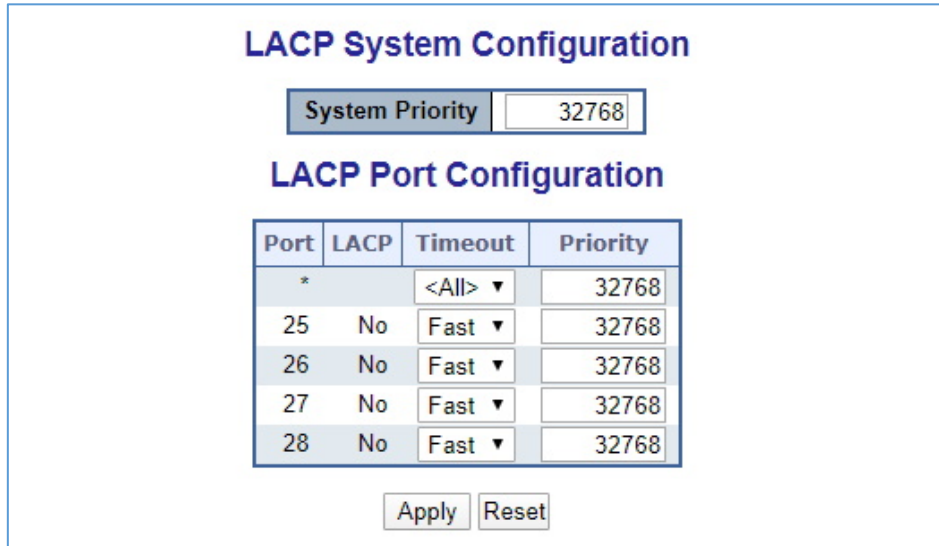 LACP System Configuration
System Priority 32768
LACP Port Configuration
Port LACP Timeout Priority
* <All> 32768
25 No Fast 32768
26 No Fast 32768
27 No Fast 32768
28 No Fast 32768
Apply Reset